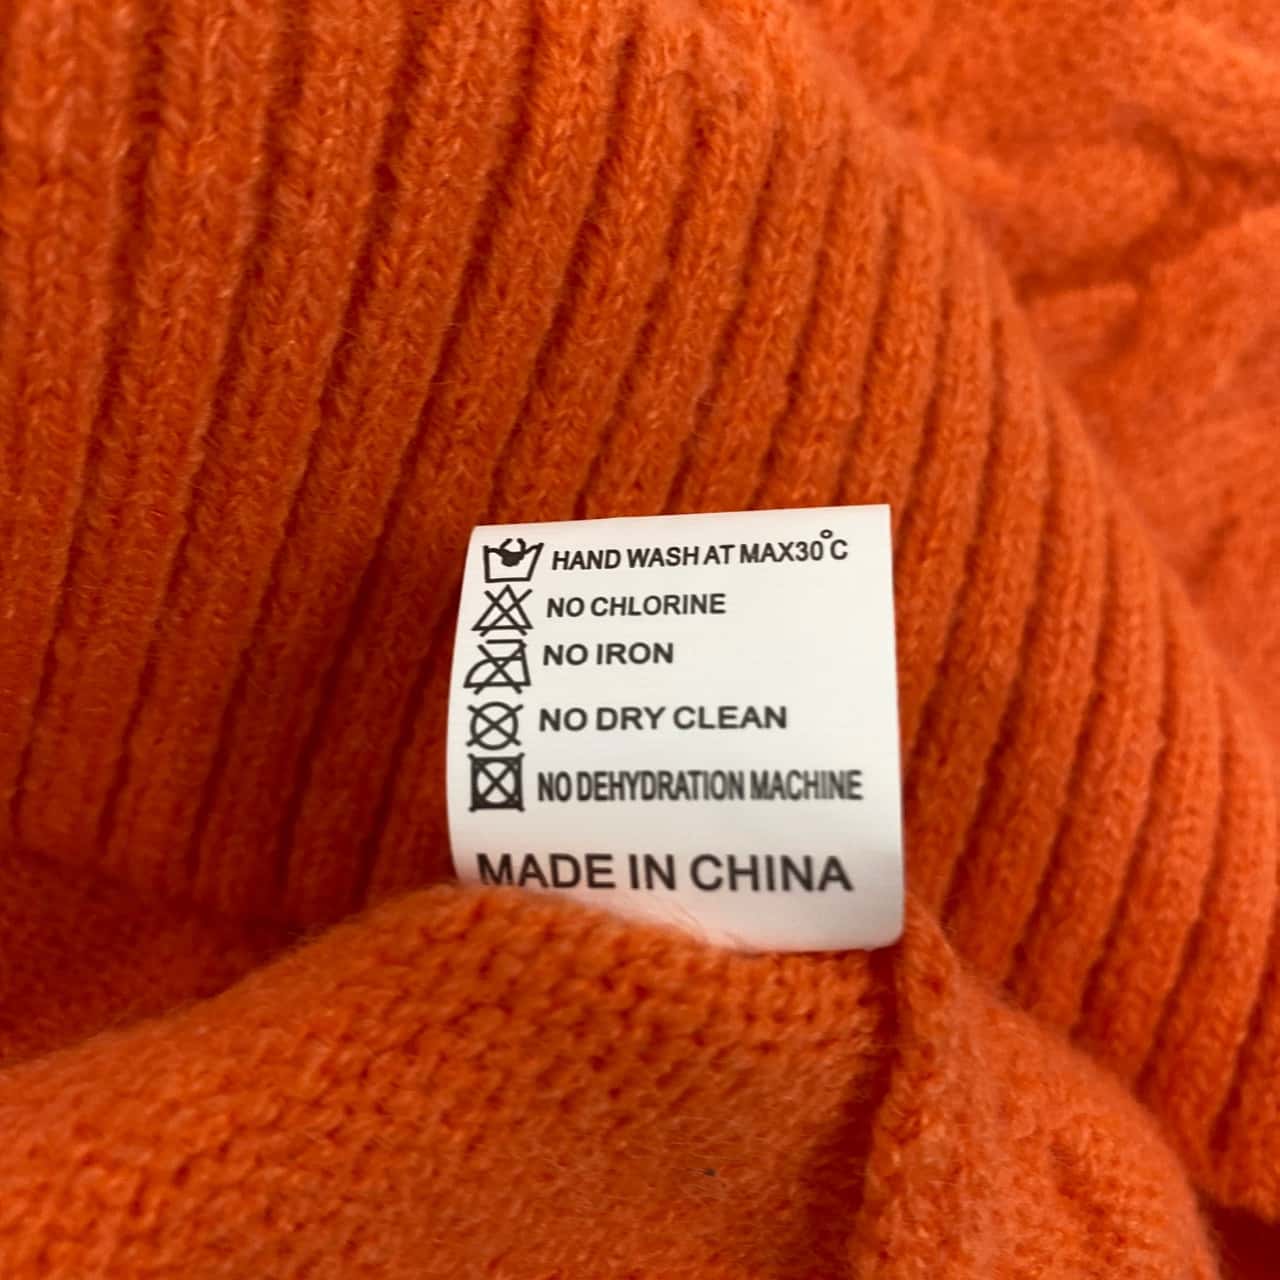 HAND WASH AT MAX30°C
NO CHLORINE
NO IRON
NO DRY CLEAN
NO DEHYDRATION MACHINE
MADE IN CHINA